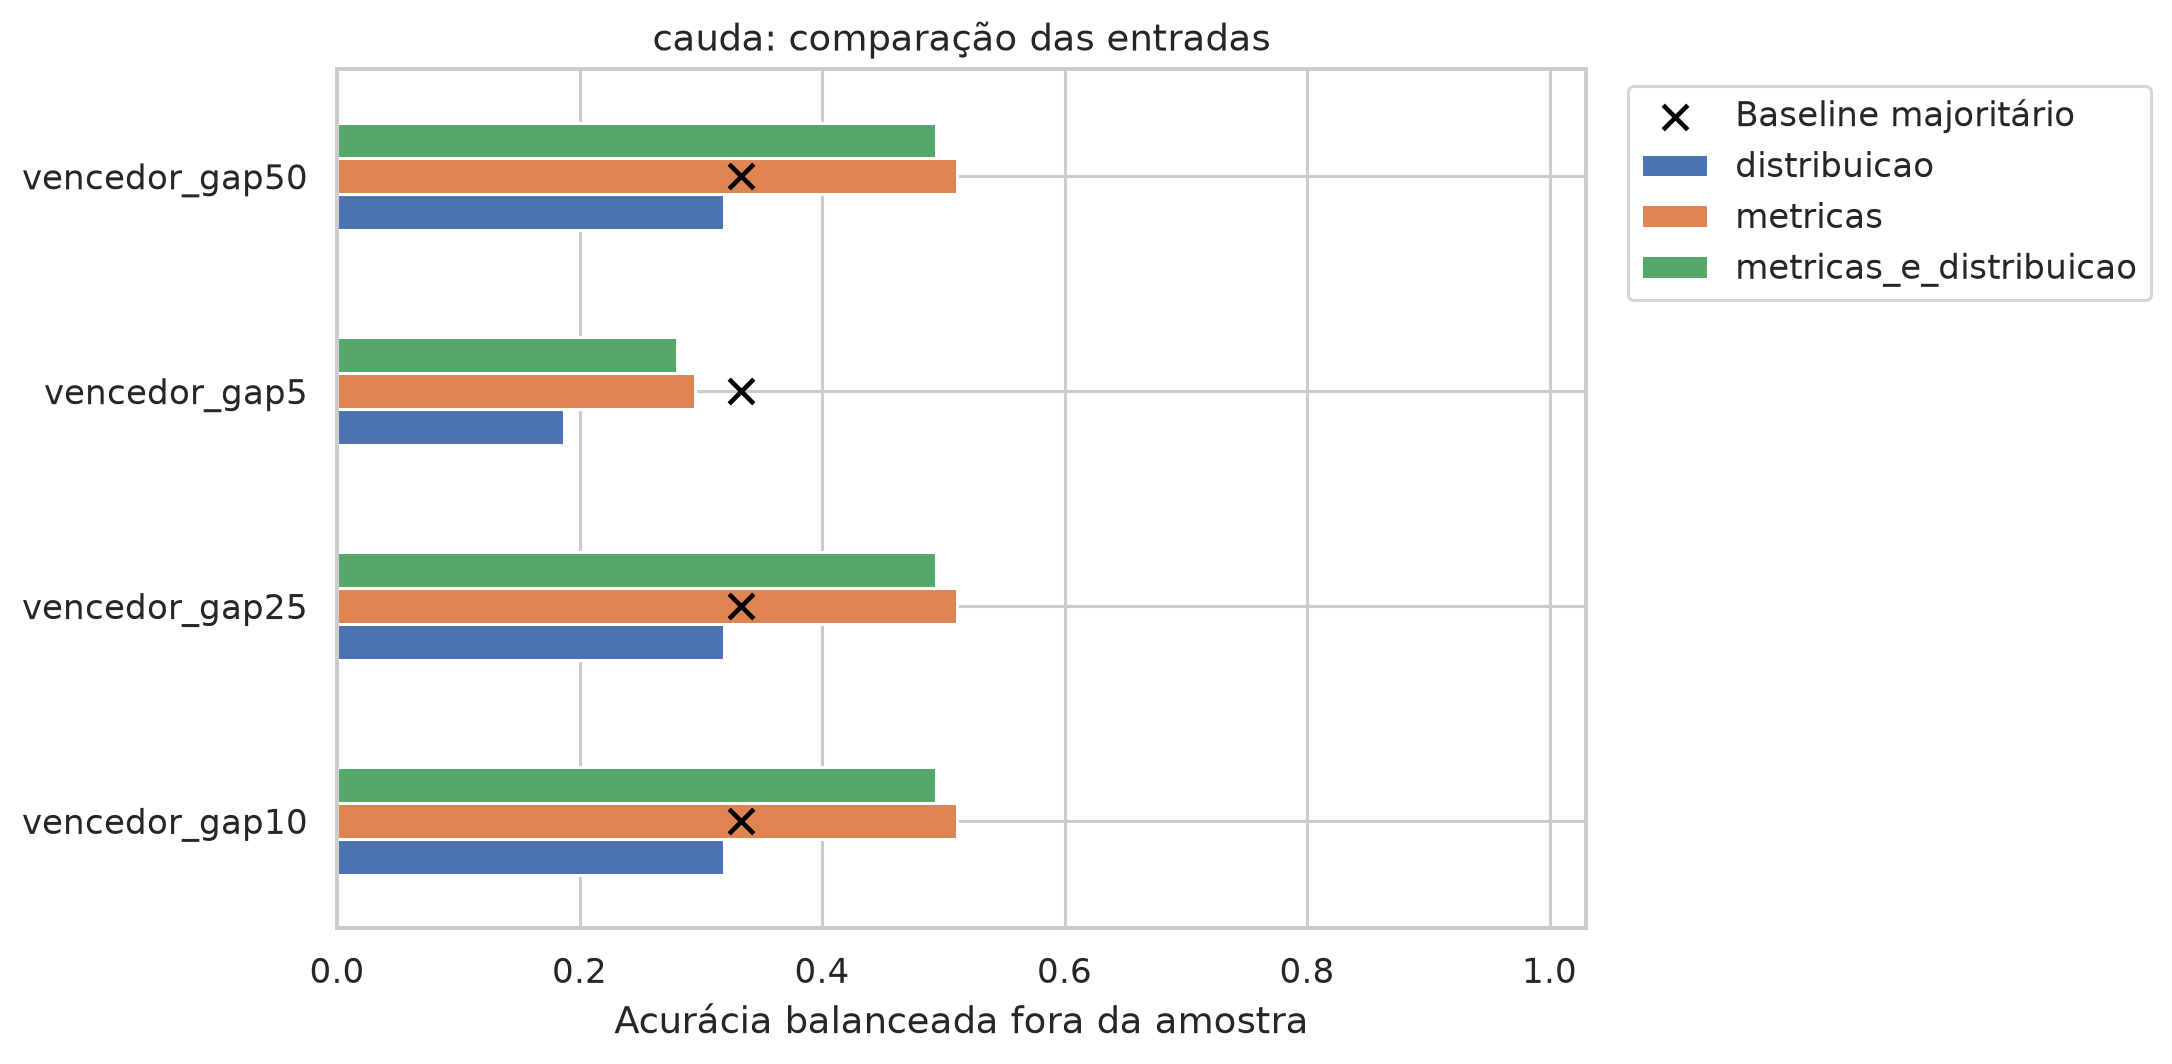 cauda: comparação das entradas
vencedor_gap50
vencedor_gap5
vencedor_gap25
vencedor_gap10
0.0 0.2 0.4 0.6 0.8 1.0
Acurácia balanceada fora da amostra
Baseline majoritário
distribuicao
metricas
metricas_e_distribuicao